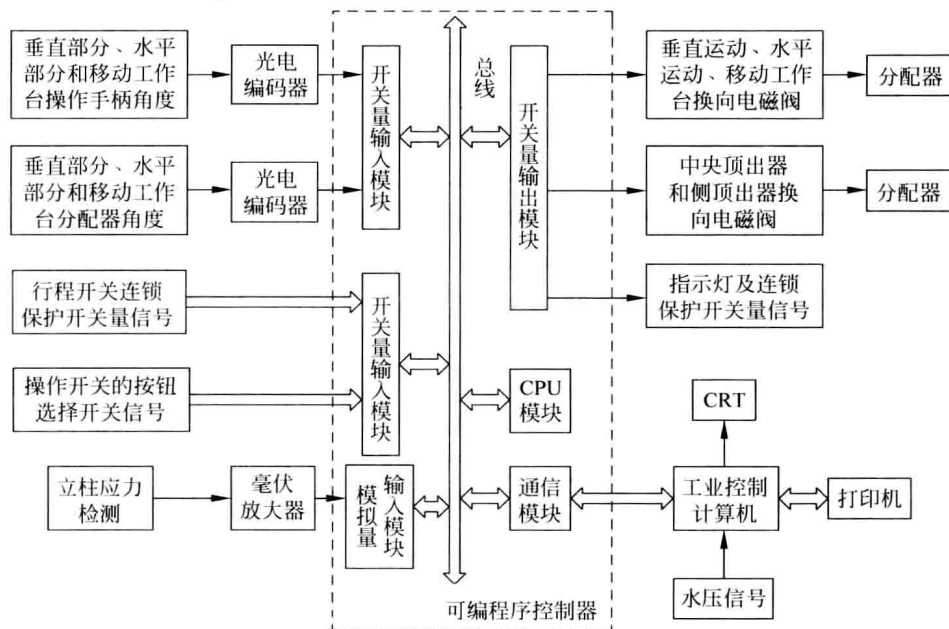 垂直部分、水平
部分和移动工作
台操作手柄角度
光电
编码器
开关量输入模块
总线
开关量输出模块
垂直运动、水平
运动、移动工作
台换向电磁阀
分配器
垂直部分、水平
部分和移动工作
台分配器角度
光电
编码器
中央顶出器
和侧顶出器换
向电磁阀
分配器
行程开关连锁
保护开关量信号
开关量输入模块
指示灯及连锁
保护开关量信号
操作开关的按钮
选择开关信号
CPU
模块
CRT
立柱应力
检测
毫伏
放大器
模拟量
输入模块
通信
模块
工业控制
计算机
打印机
可编程序控制器
水压信号